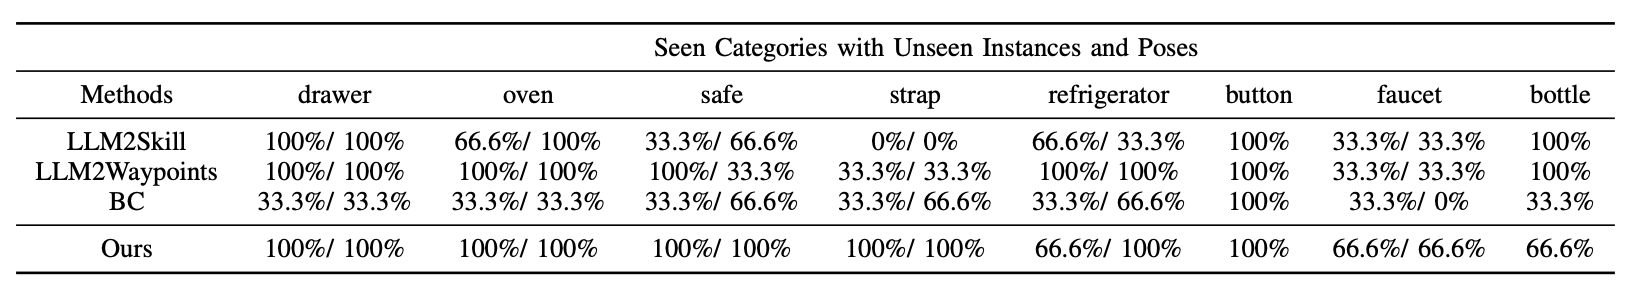 Seen Categories with Unseen Instances and Poses
Methods drawer oven safe strap refrigerator button faucet bottle
LLM2Skill 100%/ 100% 66.6%/ 100% 33.3%/ 66.6% 0%/ 0% 66.6%/ 33.3% 100% 33.3%/ 33.3% 100%
LLM2Waypoints 100%/ 100% 100%/ 100% 100%/ 33.3% 33.3%/ 33.3% 100%/ 100% 100% 33.3%/ 33.3% 100%
BC 33.3%/ 33.3% 33.3%/ 33.3% 33.3%/ 66.6% 33.3%/ 66.6% 33.3%/ 66.6% 100% 33.3%/ 0% 33.3%
Ours 100%/ 100% 100%/ 100% 100%/ 100% 100%/ 100% 66.6%/ 100% 100% 66.6%/ 66.6% 66.6%